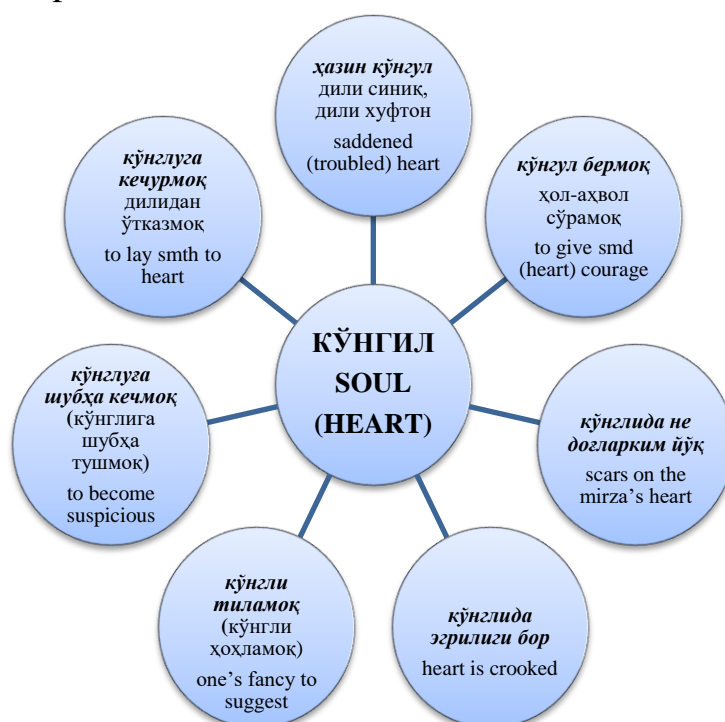 ҳазин кўнгул
дили синиқ,
дили хуфтон
saddened
(troubled) heart
кўнгул бермоқ
ҳол-аҳвол
сўрамоқ
to give smd
(heart) courage
кўнглида не
доғларким йўқ
scars on the
mirza’s heart
кўнглида
эгрилиги бор
heart is crooked
кўнгли
тиламоқ
(кўнгли
ҳоҳламоқ)
one’s fancy to
suggest
кўнглуға
шубҳа кечмоқ
(кўнглига
шубҳа
тушмоқ)
to become
suspicious
кўнглуга
кечурмоқ
дилидан
ўтказмоқ
to lay smth to
heart
КЎНГИЛ
SOUL
(HEART)